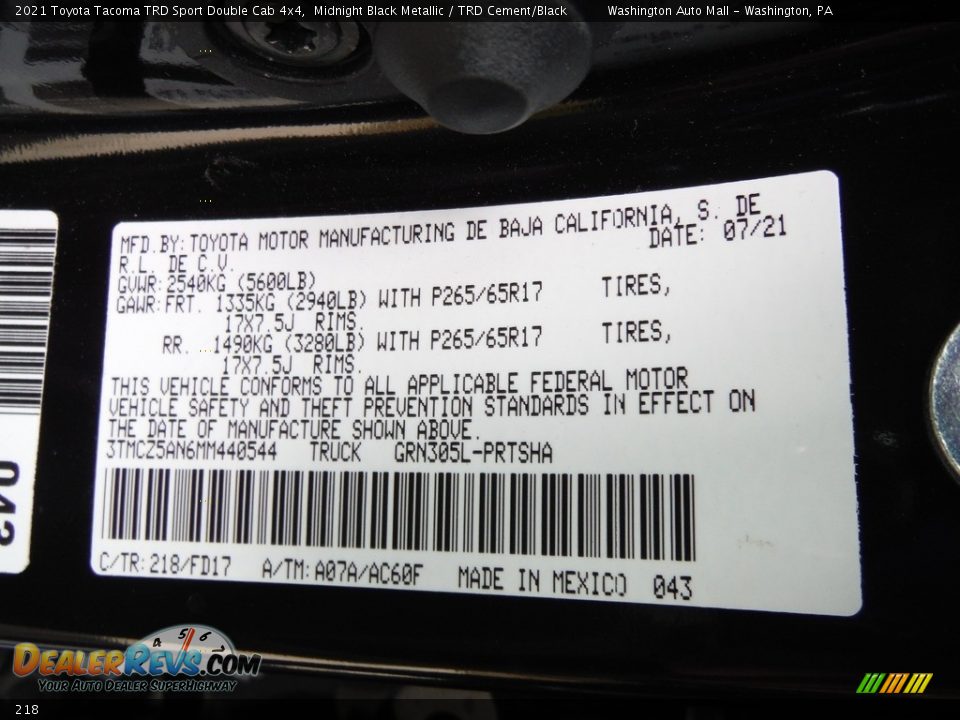 2021 Toyota Tacoma TRD Sport Double Cab 4x4, Midnight Black Metallic / TRD Cement/Black Washington Auto Mall - Washington, PA
MFD.BY:TOYOTA MOTOR MANUFACTURING DE BAJA CALIFORNIA, S. DE
R.L. DE C.V. DATE: 07/21
GVWR:2540KG (5600LB)
GAWR:FRT. 1335KG (2940LB) WITH P265/65R17 TIRES,
17X7.5J RIMS.
RR. 1490KG (3280LB) WITH P265/65R17 TIRES,
17X7.5J RIMS.
THIS VEHICLE CONFORMS TO ALL APPLICABLE FEDERAL MOTOR
VEHICLE SAFETY AND THEFT PREVENTION STANDARDS IN EFFECT ON
THE DATE OF MANUFACTURE SHOWN ABOVE.
3TMCZ5AN6MM440544 TRUCK GRN305L-PRTSHA
C/TR:218/FD17 A/TM:A07A/AC60F MADE IN MEXICO 043
043
4 5 6
DEALERREVS.COM
YOUR AUTO DEALER SUPERHIGHWAY
218